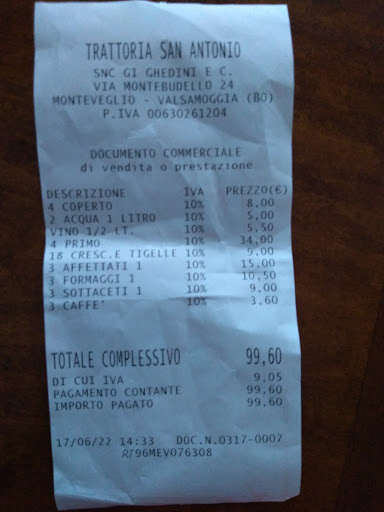 TRATTORIA SAN ANTONIO
SNC GI GHEDINI E C.
VIA MONTEBUDELLO 24
MONTEVEGLIO - VALSAMOGGIA (BO)
P.IVA 00630261204
DOCUMENTO COMMERCIALE
di vendita o prestazione
DESCRIZIONE IVA PREZZO(€)
4 COPERTO 10% 8,00
2 ACQUA 1 LITRO 10% 5,00
VINO 1/2 LT. 10% 5,50
4 PRIMO 10% 34,00
18 CRESC.E TIGELLE 10% 9,00
3 AFFETTATI 1 10% 15,00
3 FORMAGGI 1 10% 10,50
3 SOTTACETI 1 10% 9,00
3 CAFFE' 10% 3,60
TOTALE COMPLESSIVO 99,60
DI CUI IVA 9,05
PAGAMENTO CONTANTE 99,60
IMPORTO PAGATO 99,60
17/06/22 14:33 DOC.N.0317-0007
RT96MEV076308